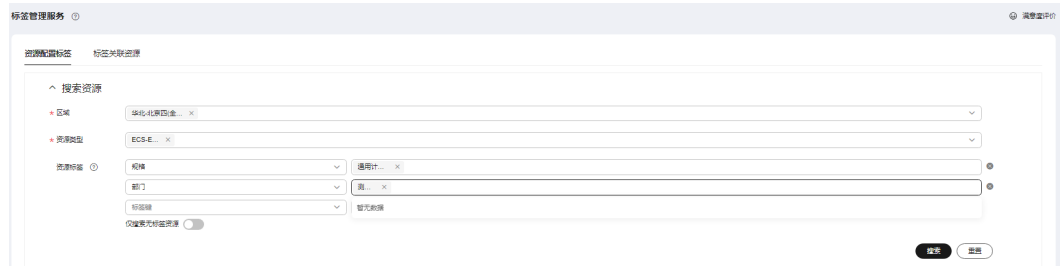 标签管理服务
满意度评价
资源配置标签 标签关联资源
搜索资源
* 区域 华北-北京四(金... ×
* 资源类型 ECS-E... ×
资源标签 规格 通用计... ×
部门 测... ×
标签键 暂无数据
仅搜索无标签资源
搜索 重置